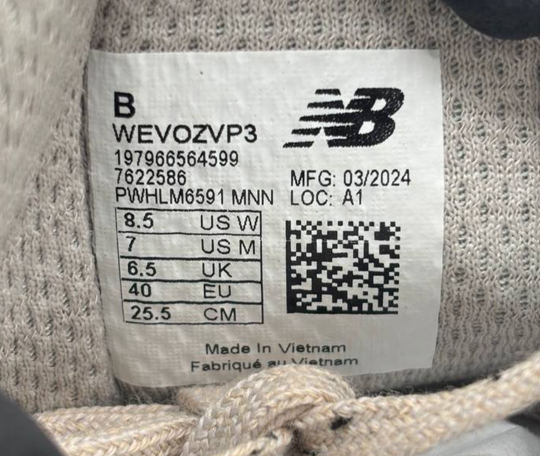 B
WEVOZVP3
197966564599
7622586
PWHLM6591 MNN
MFG: 03/2024
LOC: A1
8.5 US W
7 US M
6.5 UK
40 EU
25.5 CM
NB
Made In Vietnam
Fabriqué au Vietnam